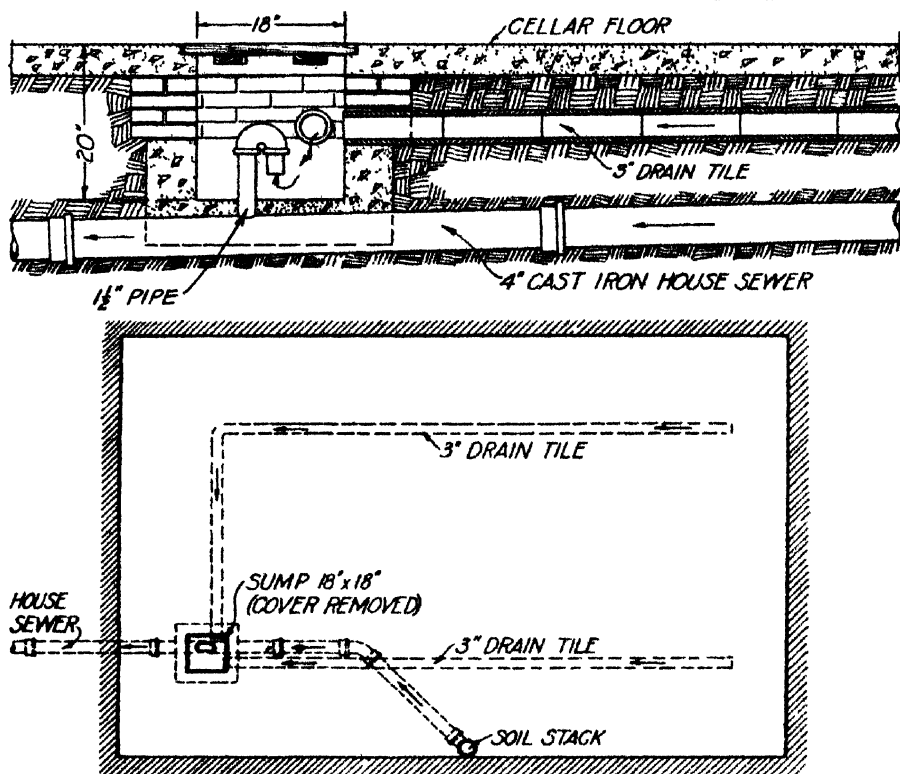 18"
CELLAR FLOOR
20"
3" DRAIN TILE
1½" PIPE
4" CAST IRON HOUSE SEWER
3" DRAIN TILE
SUMP 18"x18"
(COVER REMOVED)
HOUSE
SEWER
3" DRAIN TILE
SOIL STACK